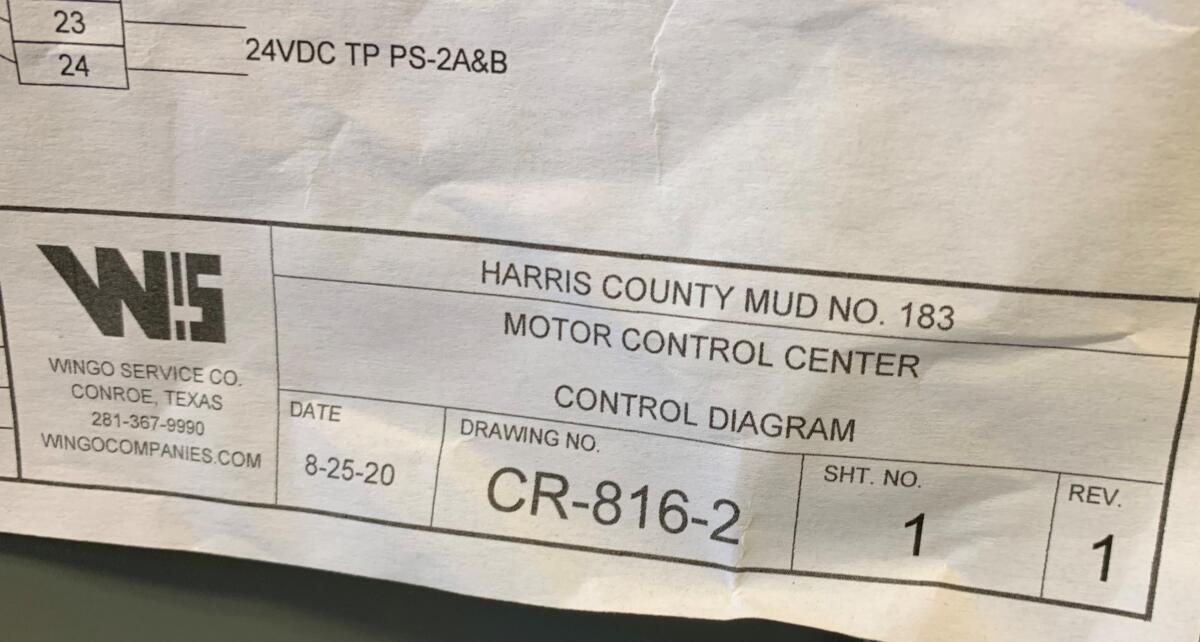 23
24
24VDC TP PS-2A&B
WIS
WINGO SERVICE CO.
CONROE, TEXAS
281-367-9990
WINGOCOMPANIES.COM
HARRIS COUNTY MUD NO. 183
MOTOR CONTROL CENTER
CONTROL DIAGRAM
DATE
8-25-20
DRAWING NO.
CR-816-2
SHT. NO.
1
REV.
1